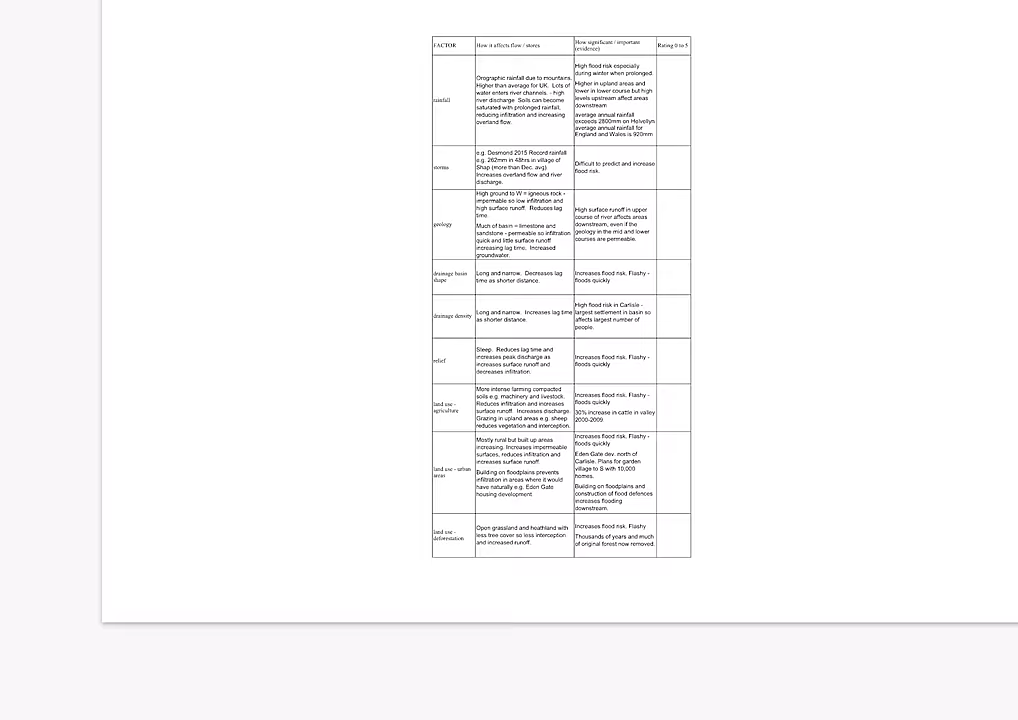 FACTOR
How it affects flow / stores
How significant / important
(evidence)
Rating 0 to 5
rainfall
Orographic rainfall due to mountains.
Higher than average for UK. Lots of
water enters river channels. - high
river discharge Soils can become
saturated with prolonged rainfall,
reducing infiltration and increasing
overland flow.
High flood risk especially
during winter when prolonged.
Higher in upland areas and
lower in lower course but high
levels upstream affect areas
downstream
average annual rainfall
exceeds 2800mm on Helvellyn
average annual rainfall for
England and Wales is 920mm
storms
e.g. Desmond 2015 Record rainfall
e.g. 262mm in 48hrs in village of
Shap (more than Dec. avg)
Increases overland flow and river
discharge.
Difficult to predict and increase
flood risk.
geology
High ground to W = igneous rock -
impermable so low infiltration and
high surface runoff. Reduces lag
time.
Much of basin = limestone and
sandstone - permeable so infiltration
quick and little surface runoff
increasing lag time. Increased
groundwater.
High surface runoff in upper
course of river affects areas
downstream, even if the
geology in the mid and lower
courses are permeable.
drainage basin
shape
Long and narrow. Decreases lag
time as shorter distance.
Increases flood risk. Flashy -
floods quickly
drainage density
Long and narrow. Increases lag time
as shorter distance.
High flood risk in Carlisle -
largest settlement in basin so
affects largest number of
people.
relief
Sleep. Reduces lag time and
increases peak discharge as
increases surface runoff and
decreases infiltration.
Increases flood risk. Flashy -
floods quickly
land use -
agriculture
More intense farming compacted
soils e.g. machinery and livestock.
Reduces infiltration and increases
surface runoff. Increases discharge.
Grazing in upland areas e.g. sheep
reduces vegetation and interception.
Increases flood risk. Flashy -
floods quickly
30% increase in cattle in valley
2000-2009
land use - urban
areas
Mostly rural but built up areas
increasing. Increases impermeable
surfaces, reduces infiltration and
increases surface runoff.
Building on floodplains prevents
infiltration in areas where it would
have naturally e.g. Eden Gate
housing development.
Increases flood risk. Flashy -
floods quickly
Eden Gate dev. north of
Carlisle. Plans for garden
village to S with 10,000
homes.
Building on floodplains and
construction of flood defences
increases flooding
downstream.
land use -
deforestation
Open grassland and heathland with
less tree cover so less interception
and increased runoff.
Increases flood risk. Flashy
Thousands of years and much
of original forest now removed.